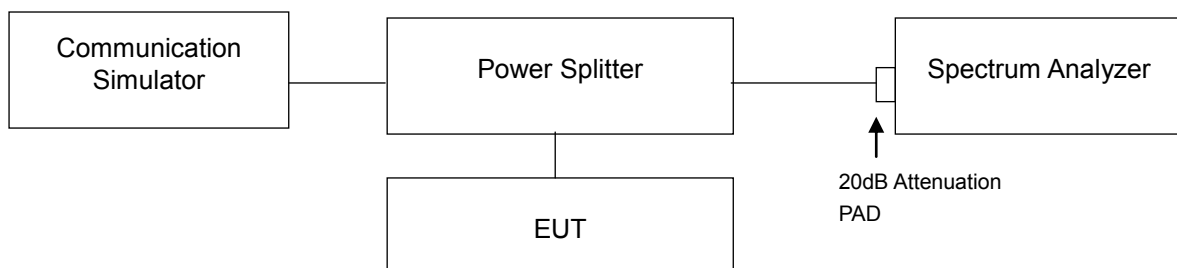 Communication
Simulator
Power Splitter
Spectrum Analyzer
20dB Attenuation
PAD
EUT